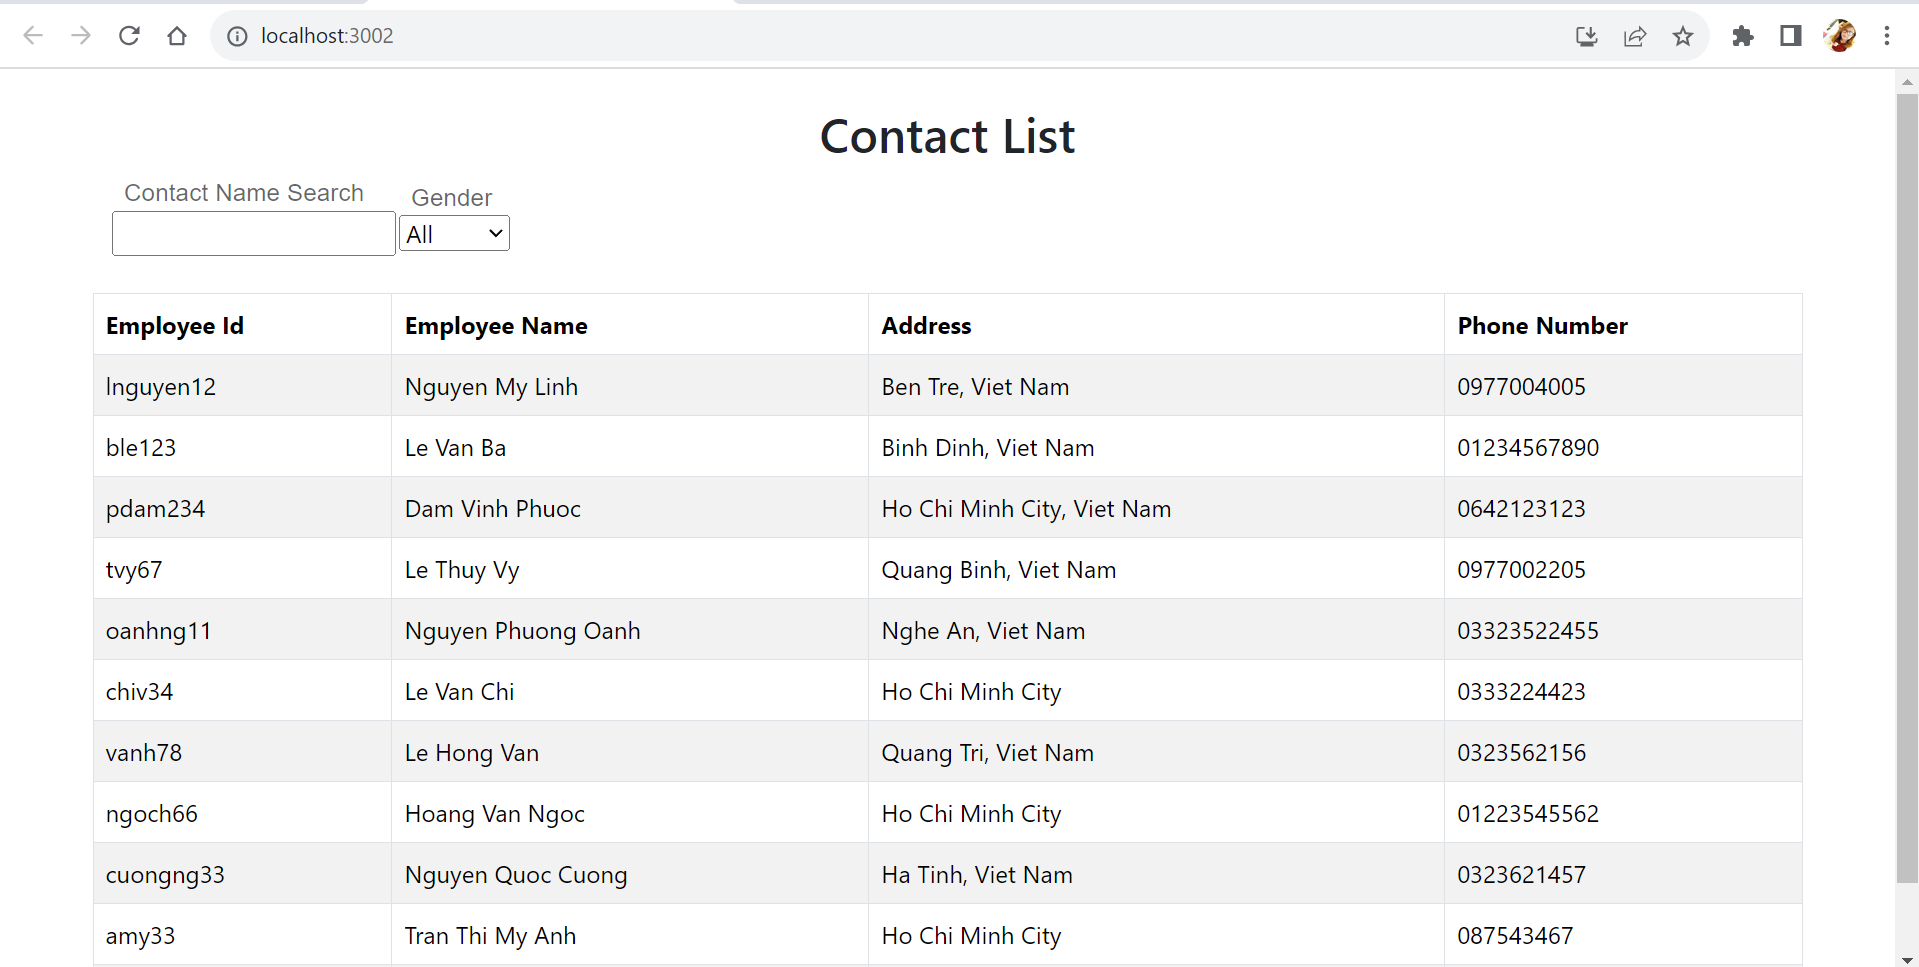 localhost:3002
Contact List
Contact Name Search Gender
All
Employee Id Employee Name Address Phone Number
lnguyen12 Nguyen My Linh Ben Tre, Viet Nam 0977004005
ble123 Le Van Ba Binh Dinh, Viet Nam 01234567890
pdam234 Dam Vinh Phuoc Ho Chi Minh City, Viet Nam 0642123123
tvy67 Le Thuy Vy Quang Binh, Viet Nam 0977002205
oanhng11 Nguyen Phuong Oanh Nghe An, Viet Nam 03323522455
chiv34 Le Van Chi Ho Chi Minh City 0333224423
vanh78 Le Hong Van Quang Tri, Viet Nam 0323562156
ngoch66 Hoang Van Ngoc Ho Chi Minh City 01223545562
cuongng33 Nguyen Quoc Cuong Ha Tinh, Viet Nam 0323621457
amy33 Tran Thi My Anh Ho Chi Minh City 087543467